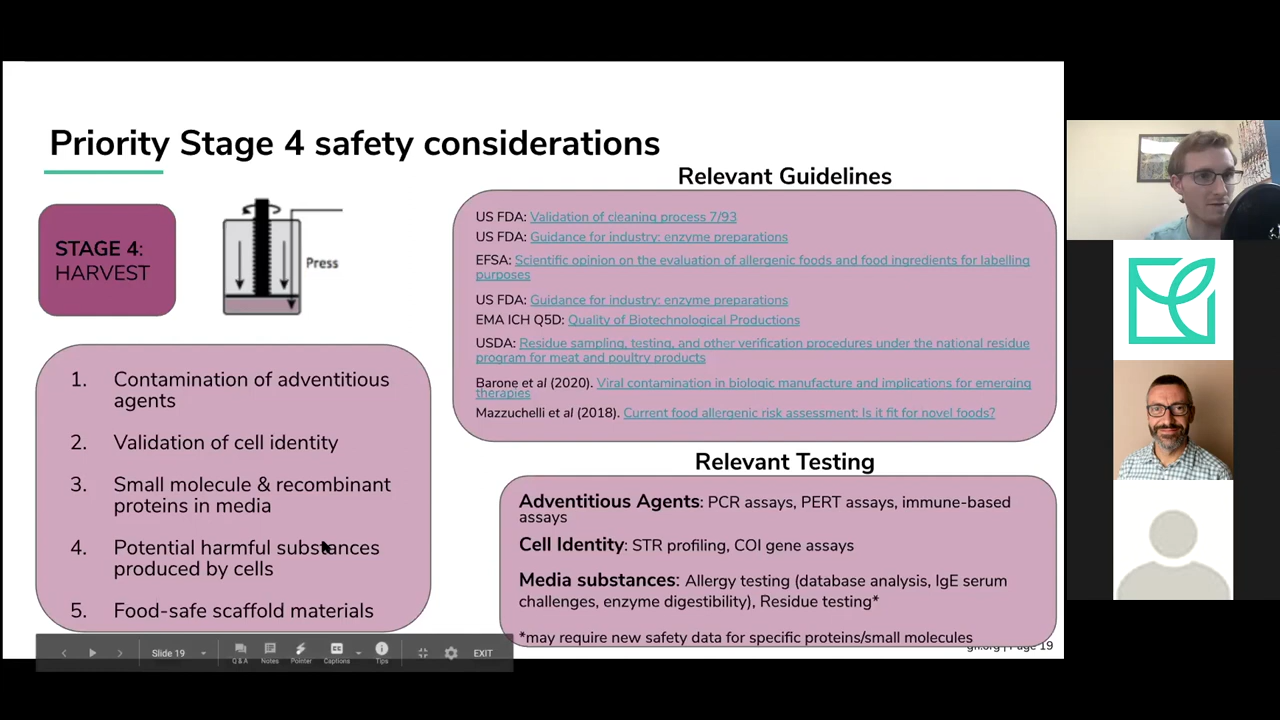 Priority Stage 4 safety considerations
STAGE 4:
HARVEST
Press
1. Contamination of adventitious
agents
2. Validation of cell identity
3. Small molecule & recombinant
proteins in media
4. Potential harmful substances
produced by cells
5. Food-safe scaffold materials
Relevant Guidelines
US FDA: Validation of cleaning process 7/93
US FDA: Guidance for industry: enzyme preparations
EFSA: Scientific opinion on the evaluation of allergenic foods and food ingredients for labelling
purposes
US FDA: Guidance for industry: enzyme preparations
EMA ICH Q5D: Quality of Biotechnological Productions
USDA: Residue sampling, testing, and other verification procedures under the national residue
program for meat and poultry products
Barone et al (2020). Viral contamination in biologic manufacture and implications for emerging
therapies
Mazzuchelli et al (2018). Current food allergenic risk assessment: Is it fit for novel foods?
Relevant Testing
Adventitious Agents: PCR assays, PERT assays, immune-based
assays
Cell Identity: STR profiling, COI gene assays
Media substances: Allergy testing (database analysis, IgE serum
challenges, enzyme digestibility), Residue testing*
*may require new safety data for specific proteins/small molecules
gfi.org | Page 19
Slide 19
Q & A
Notes
Pointer
Captions
Tips
EXIT